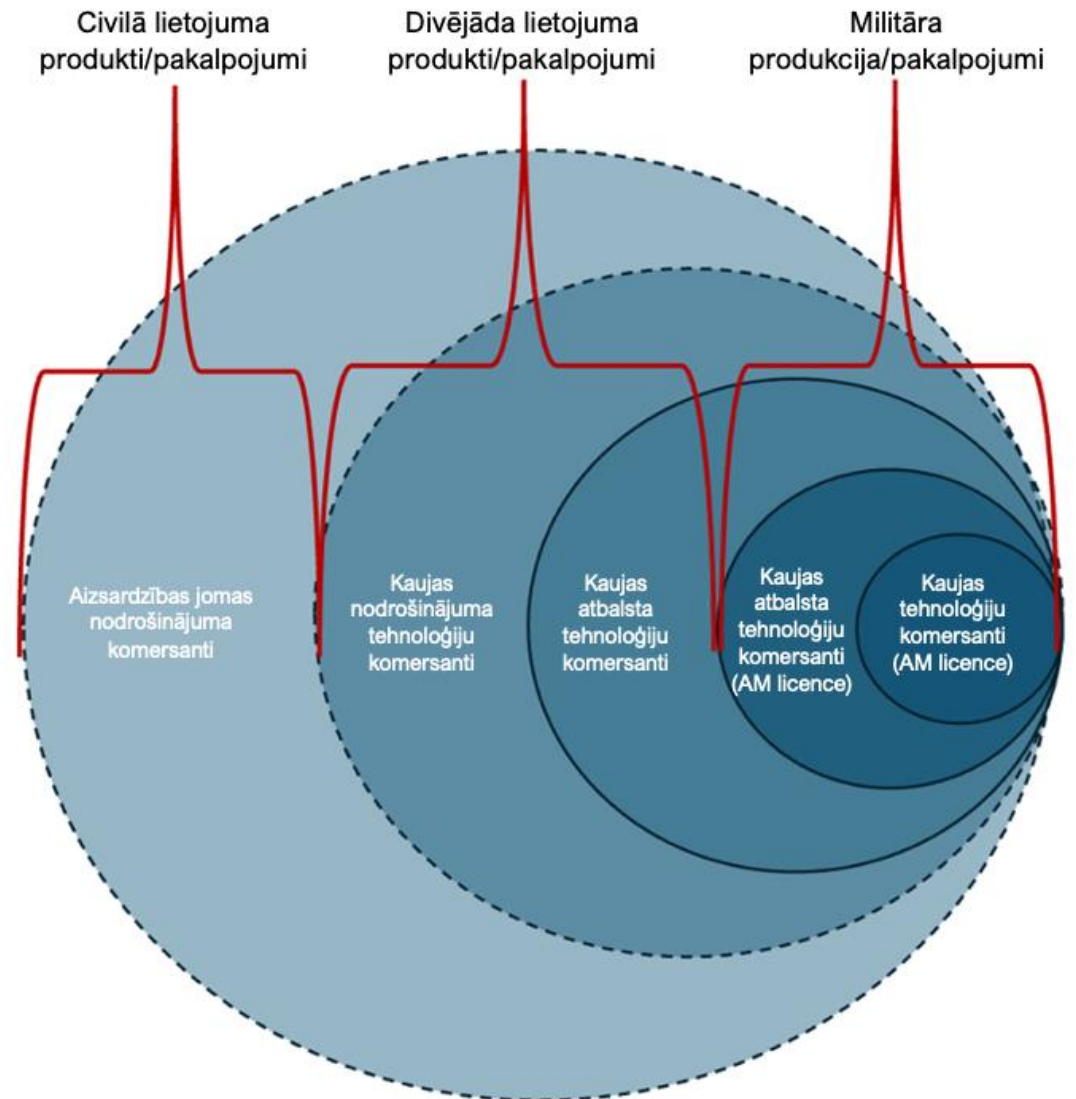 Civilā lietojuma
produkti/pakalpojumi
Divējāda lietojuma
produkti/pakalpojumi
Militāra
produkcija/pakalpojumi
Aizsardzības jomas
nodrošinājuma
komersanti
Kaujas
nodrošinājuma
tehnoloģiju
komersanti
Kaujas
atbalsta
tehnoloģiju
komersanti
Kaujas
atbalsta
tehnoloģiju
komersanti
(AM licence)
Kaujas
tehnoloģiju
komersanti
(AM licence)